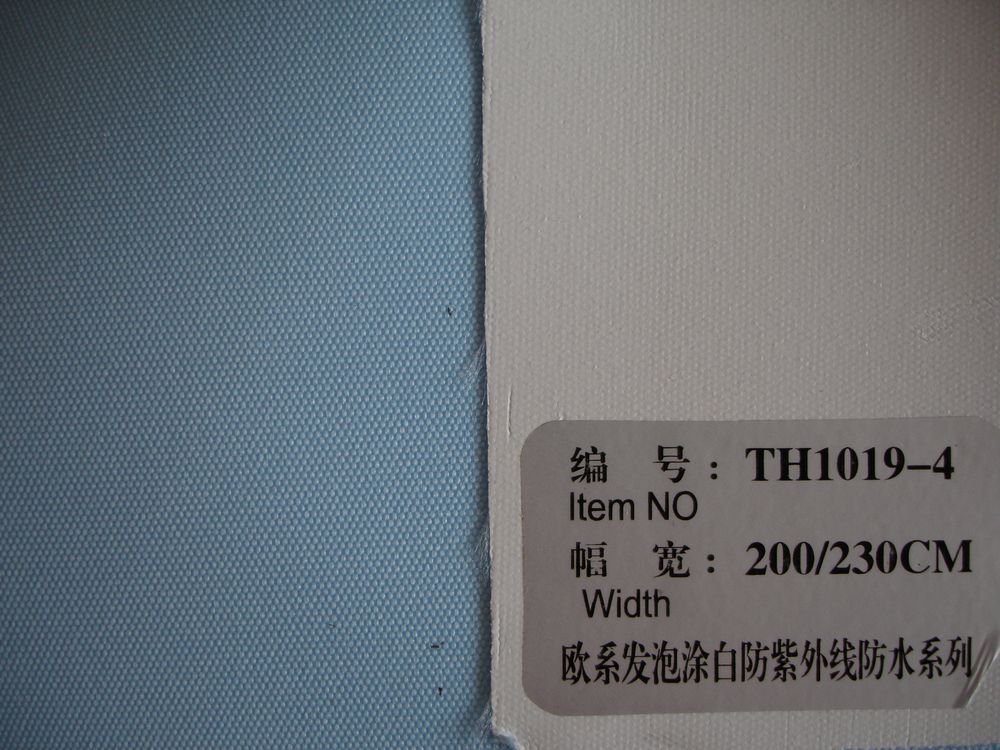 编 号：TH1019-4
Item NO
幅 宽：200/230CM
Width
欧系发泡涂白防紫外线防水系列